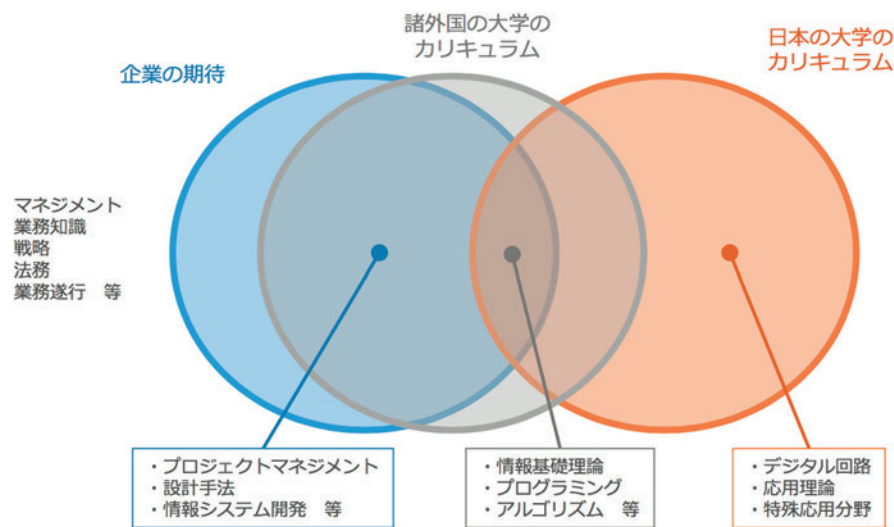 諸外国の大学の
カリキュラム
日本の大学の
カリキュラム
企業の期待
マネジメント
業務知識
戦略
法務
業務遂行　等
・プロジェクトマネジメント
・設計手法
・情報システム開発　等
・情報基礎理論
・プログラミング
・アルゴリズム　等
・デジタル回路
・応用理論
・特殊応用分野